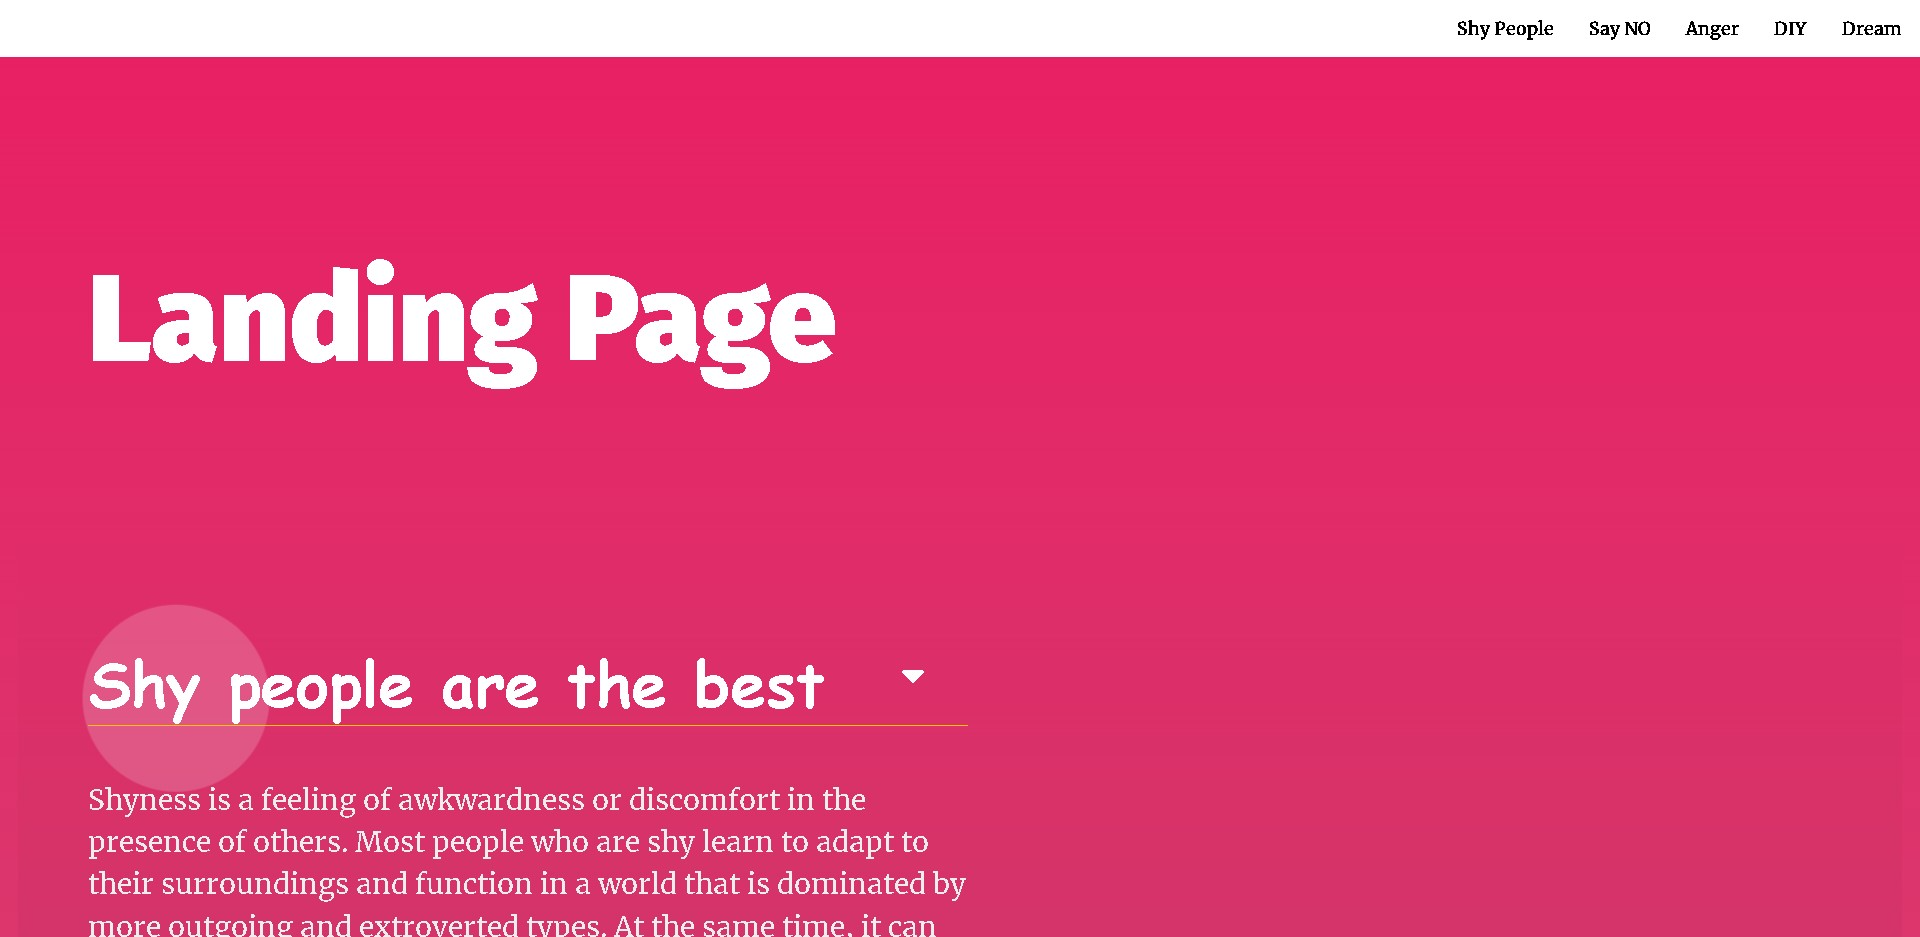 Shy People Say NO Anger DIY Dream
Landing Page
Shy people are the best
Shyness is a feeling of awkwardness or discomfort in the
presence of others. Most people who are shy learn to adapt to
their surroundings and function in a world that is dominated by
more outgoing and extroverted types. At the same time, it can